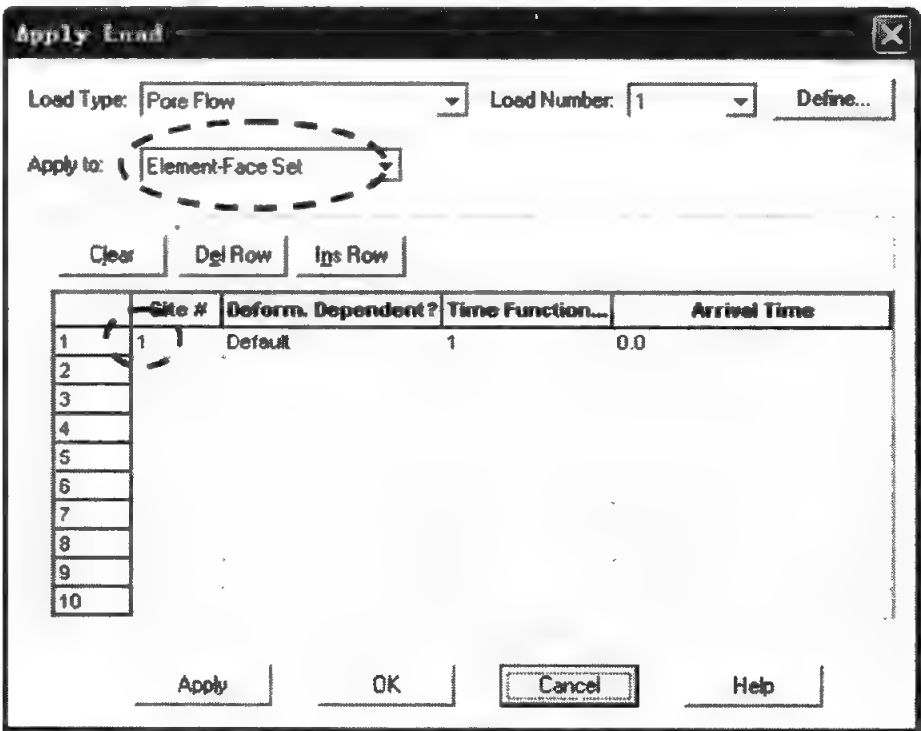 Apply Load
Load Type: Pore Flow Load Number: 1 Define...
Apply to: Element-Face Set
Clear Del Row Ins Row
Site # Deform. Dependent? Time Function... Arrival Time
1 1 Default 1 0.0
2
3
4
5
6
7
8
9
10
Apply OK Cancel Help